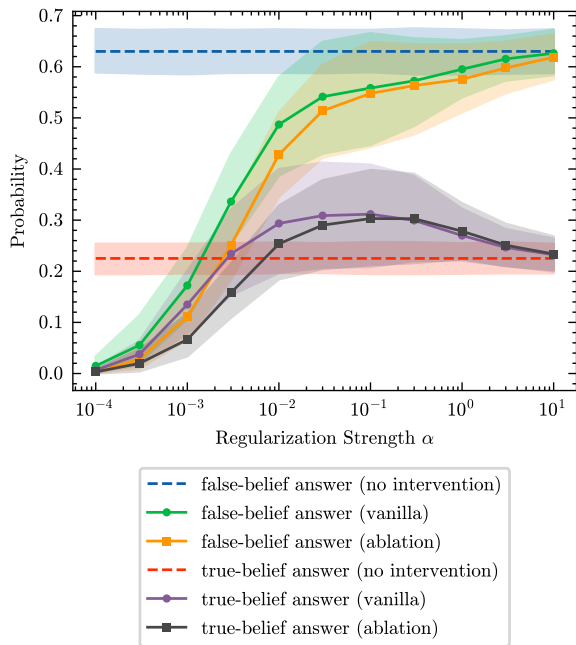 0.7
0.6
0.5
0.4
0.3
0.2
0.1
0.0
Probability
10⁻⁴ 10⁻³ 10⁻² 10⁻¹ 10⁰ 10¹
Regularization Strength α
false-belief answer (no intervention)
false-belief answer (vanilla)
false-belief answer (ablation)
true-belief answer (no intervention)
true-belief answer (vanilla)
true-belief answer (ablation)